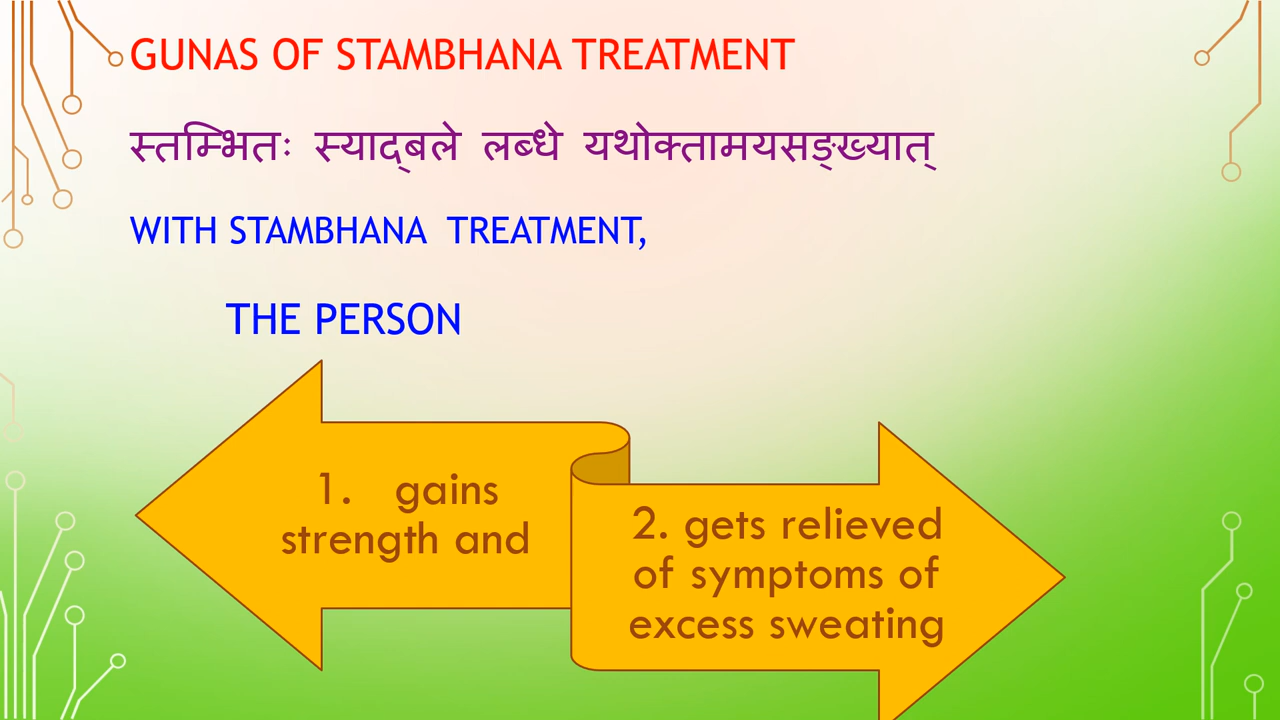 GUNAS OF STAMBHANA TREATMENT
स्तम्भितः स्याद्बले लब्धे यथोक्तामयसङ्ख्यात्
WITH STAMBHANA TREATMENT,
THE PERSON
1. gains
strength and
2. gets relieved
of symptoms of
excess sweating